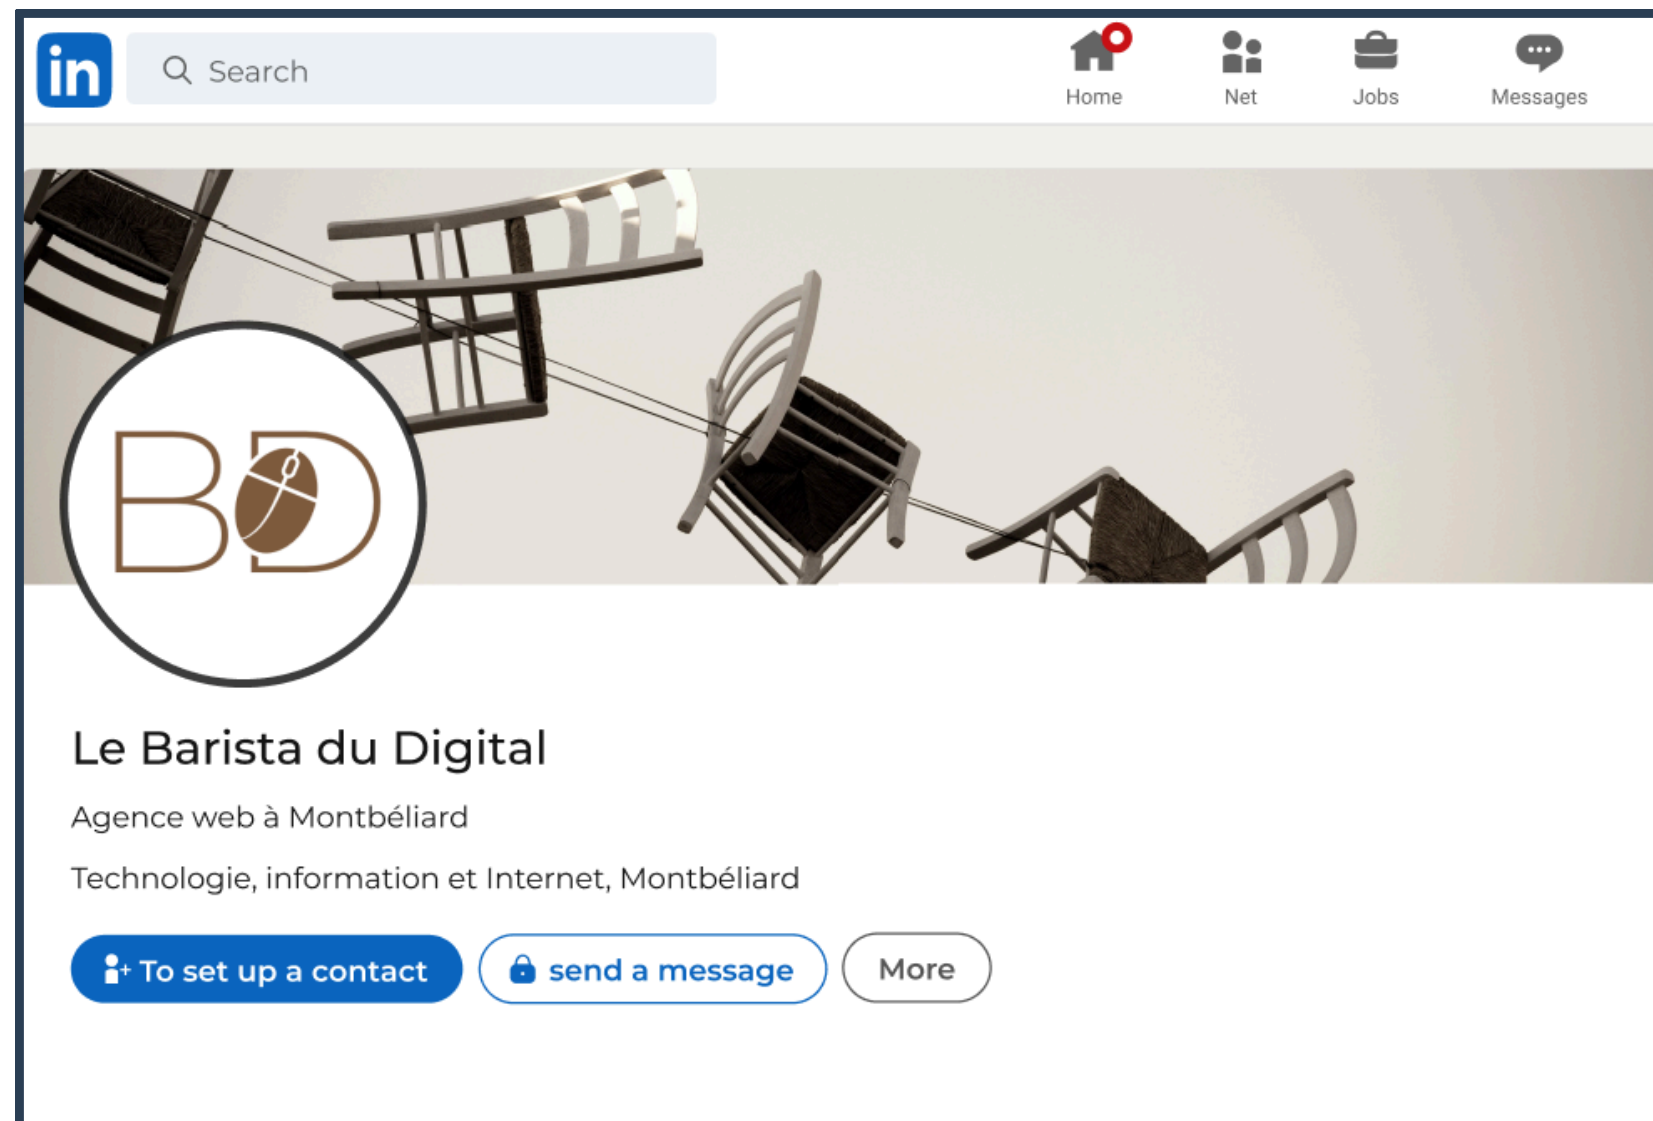 in
Search
Home
Net
Jobs
Messages
BD
Le Barista du Digital
Agence web à Montbéliard
Technologie, information et Internet, Montbéliard
To set up a contact
send a message
More